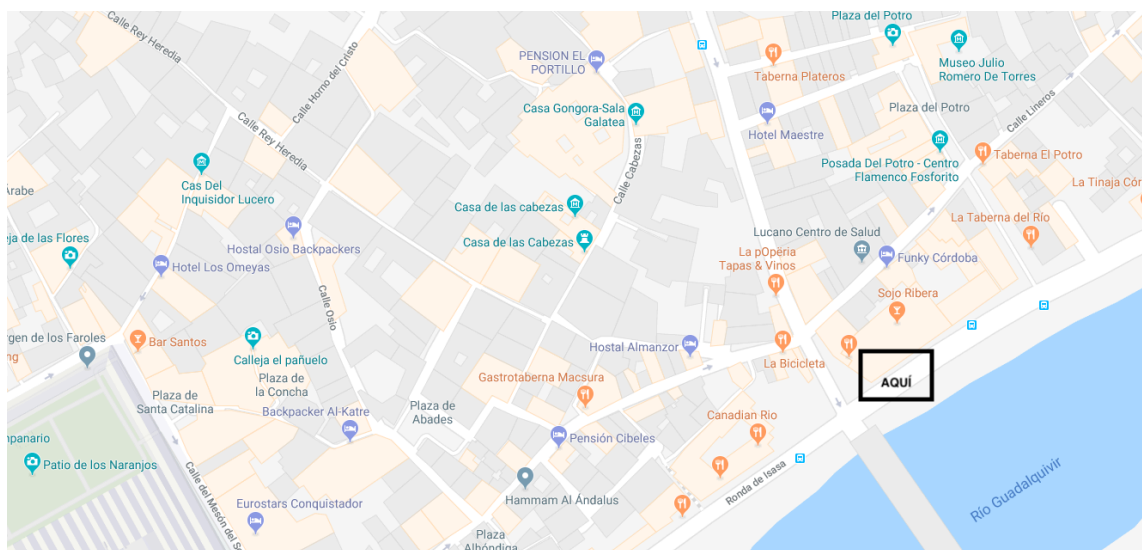 Plaza del Potro
Calle Rey Heredia
Calle Horno del Cristo
PENSION EL
PORTILLO
Taberna Plateros
Museo Julio
Romero De Torres
Casa Gongora-Sala
Galatea
Plaza del Potro
Calle Lineros
Calle Rey Heredia
Hotel Maestre
Calle Cabezas
Taberna El Potro
Posada Del Potro - Centro
Flamenco Fosforito
Cas Del
Inquisidor Lucero
Árabe
La Tinaja Cór
Casa de las cabezas
La Taberna del Río
eja de las Flores
Hostal Osio Backpackers
Casa de las Cabezas
Lucano Centro de Salud
La pOpería
Tapas & Vinos
Funky Córdoba
Hotel Los Omeyas
Calle Osio
Sojo Ribera
rgen de los Faroles
Bar Santos
ng
Calleja el pañuelo
Hostal Almanzor
La Bicicleta
Plaza de
la Concha
Gastrotaberna Macsura
AQUÍ
Plaza de
Santa Catalina
Plaza de
Abades
Backpacker Al-Katre
Canadian Rio
mpanario
Pensión Cibeles
Patio de los Naranjos
Calle del Mesón del S
Ronda de Isasa
Río Guadalquivir
Hammam Al Ándalus
Eurostars Conquistador
Plaza
Alhóndiga